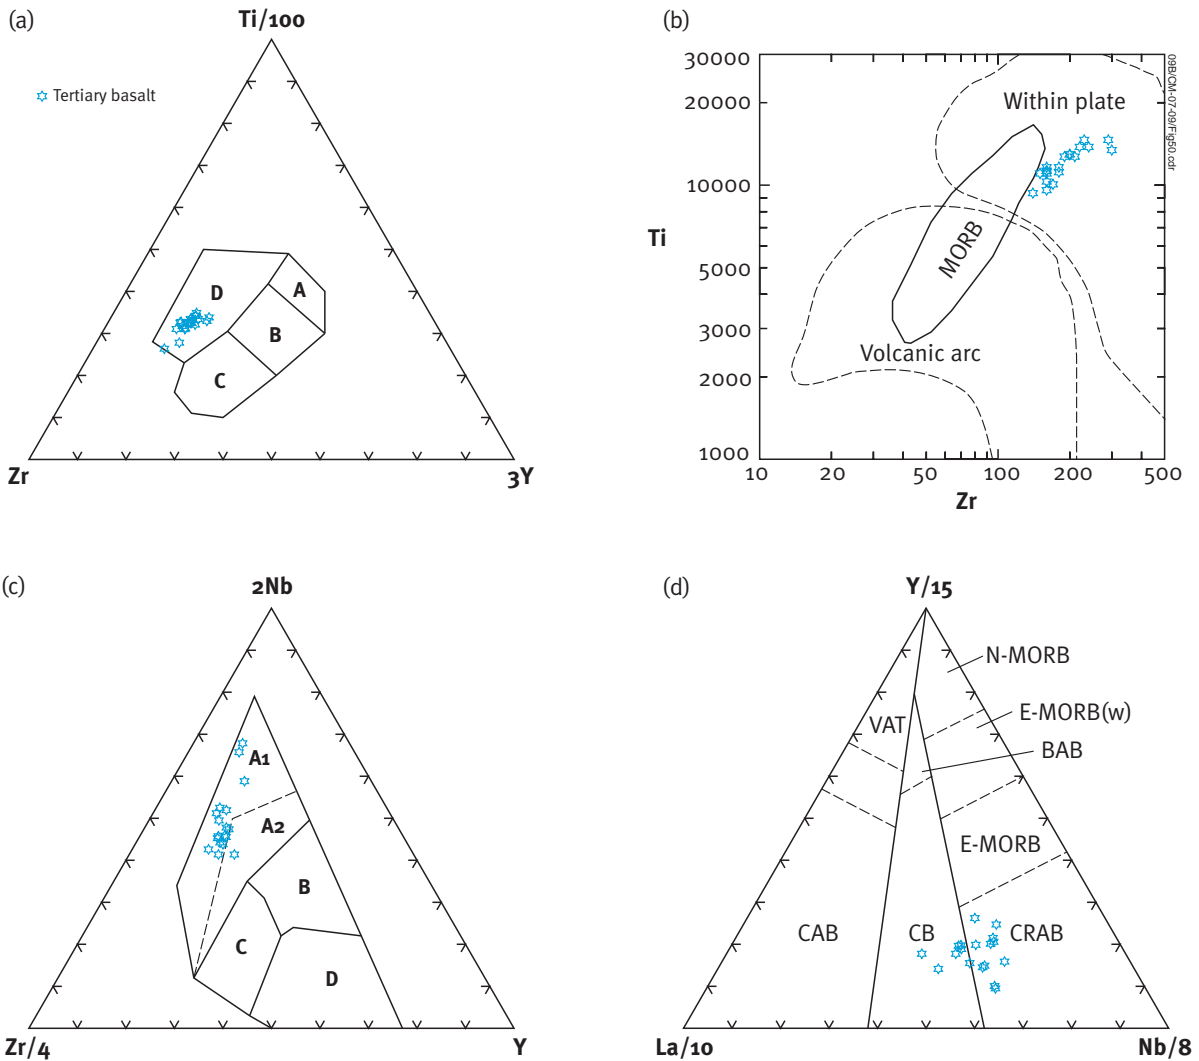 (a)
Ti/100
Tertiary basalt
D
A
B
C
Zr
3Y
(b)
30000
20000
10000
5000
3000
2000
1000
Ti
Within plate
MORB
Volcanic arc
10
20
50
100
200
500
Zr
09B/CM-07-09/Fig50.cdr
(c)
2Nb
A1
A2
B
C
D
Zr/4
Y
(d)
Y/15
N-MORB
E-MORB(w)
VAT
BAB
E-MORB
CAB
CB
CRAB
La/10
Nb/8